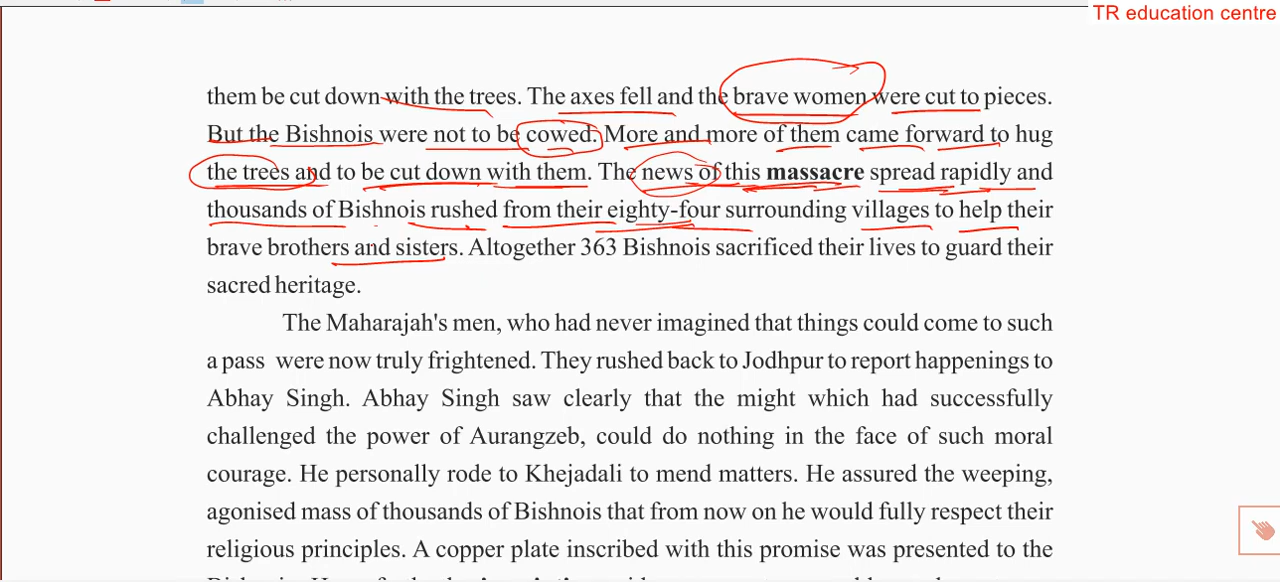 TR education centre
them be cut down with the trees. The axes fell and the brave women were cut to pieces.
But the Bishnois were not to be cowed. More and more of them came forward to hug
the trees and to be cut down with them. The news of this massacre spread rapidly and
thousands of Bishnois rushed from their eighty-four surrounding villages to help their
brave brothers and sisters. Altogether 363 Bishnois sacrificed their lives to guard their
sacred heritage.
The Maharajah's men, who had never imagined that things could come to such
a pass were now truly frightened. They rushed back to Jodhpur to report happenings to
Abhay Singh. Abhay Singh saw clearly that the might which had successfully
challenged the power of Aurangzeb, could do nothing in the face of such moral
courage. He personally rode to Khejadali to mend matters. He assured the weeping,
agonised mass of thousands of Bishnois that from now on he would fully respect their
religious principles. A copper plate inscribed with this promise was presented to the